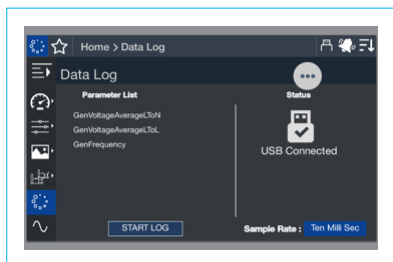 Home > Data Log
Data Log
Parameter List
Status
GenVoltageAverageLToN
GenVoltageAverageLToL
GenFrequency
USB Connected
START LOG
Sample Rate :
Ten Milli Sec